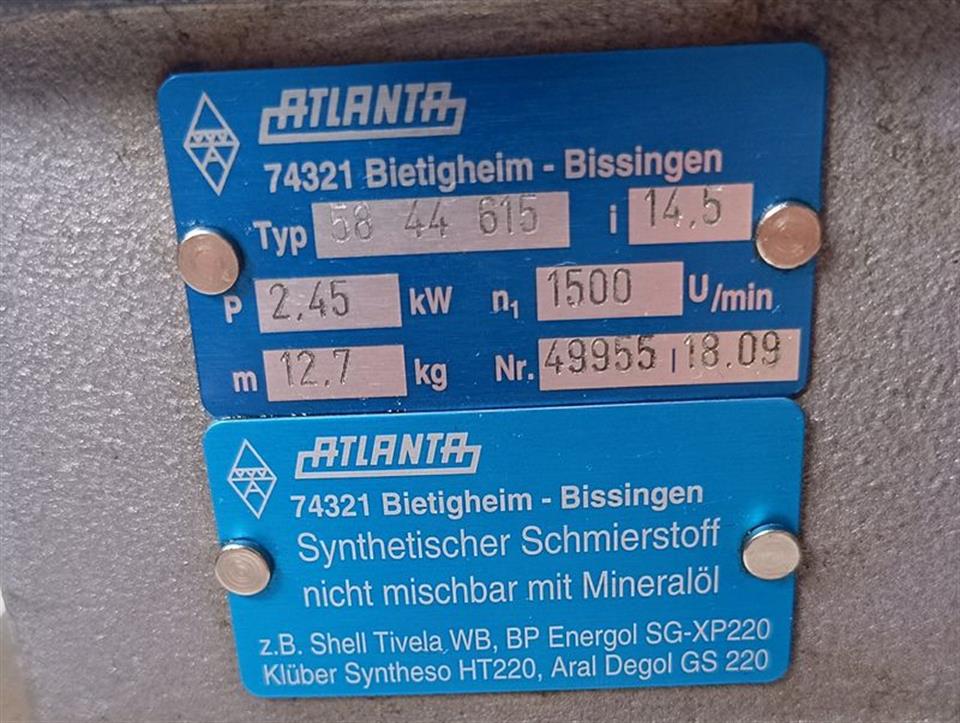 ATLANTA
74321 Bietigheim - Bissingen
Typ 58 44 615 i 14,5
P 2,45 kW n1 1500 U/min
m 12,7 kg Nr. 49955 | 18.09
ATLANTA
74321 Bietigheim - Bissingen
Synthetischer Schmierstoff
nicht mischbar mit Mineralöl
z.B. Shell Tivela WB, BP Energol SG-XP220
Klüber Syntheso HT220, Aral Degol GS 220